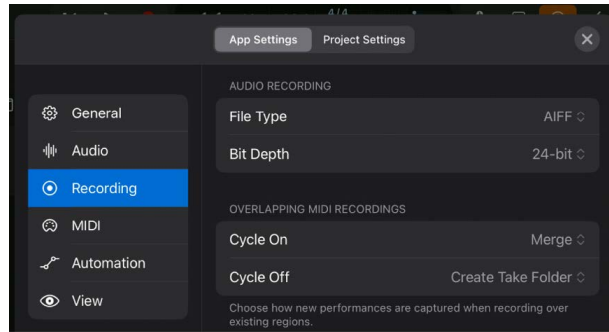 4/4
App Settings
Project Settings
General
Audio
Recording
MIDI
Automation
View
AUDIO RECORDING
File Type
AIFF
Bit Depth
24-bit
OVERLAPPING MIDI RECORDINGS
Cycle On
Merge
Cycle Off
Create Take Folder
Choose how new performances are captured when recording over
existing regions.